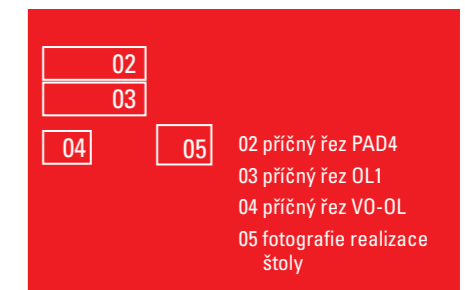 02
03
04
05
02 příčný řez PAD4
03 příčný řez OL1
04 příčný řez VO-OL
05 fotografie realizace
štoly